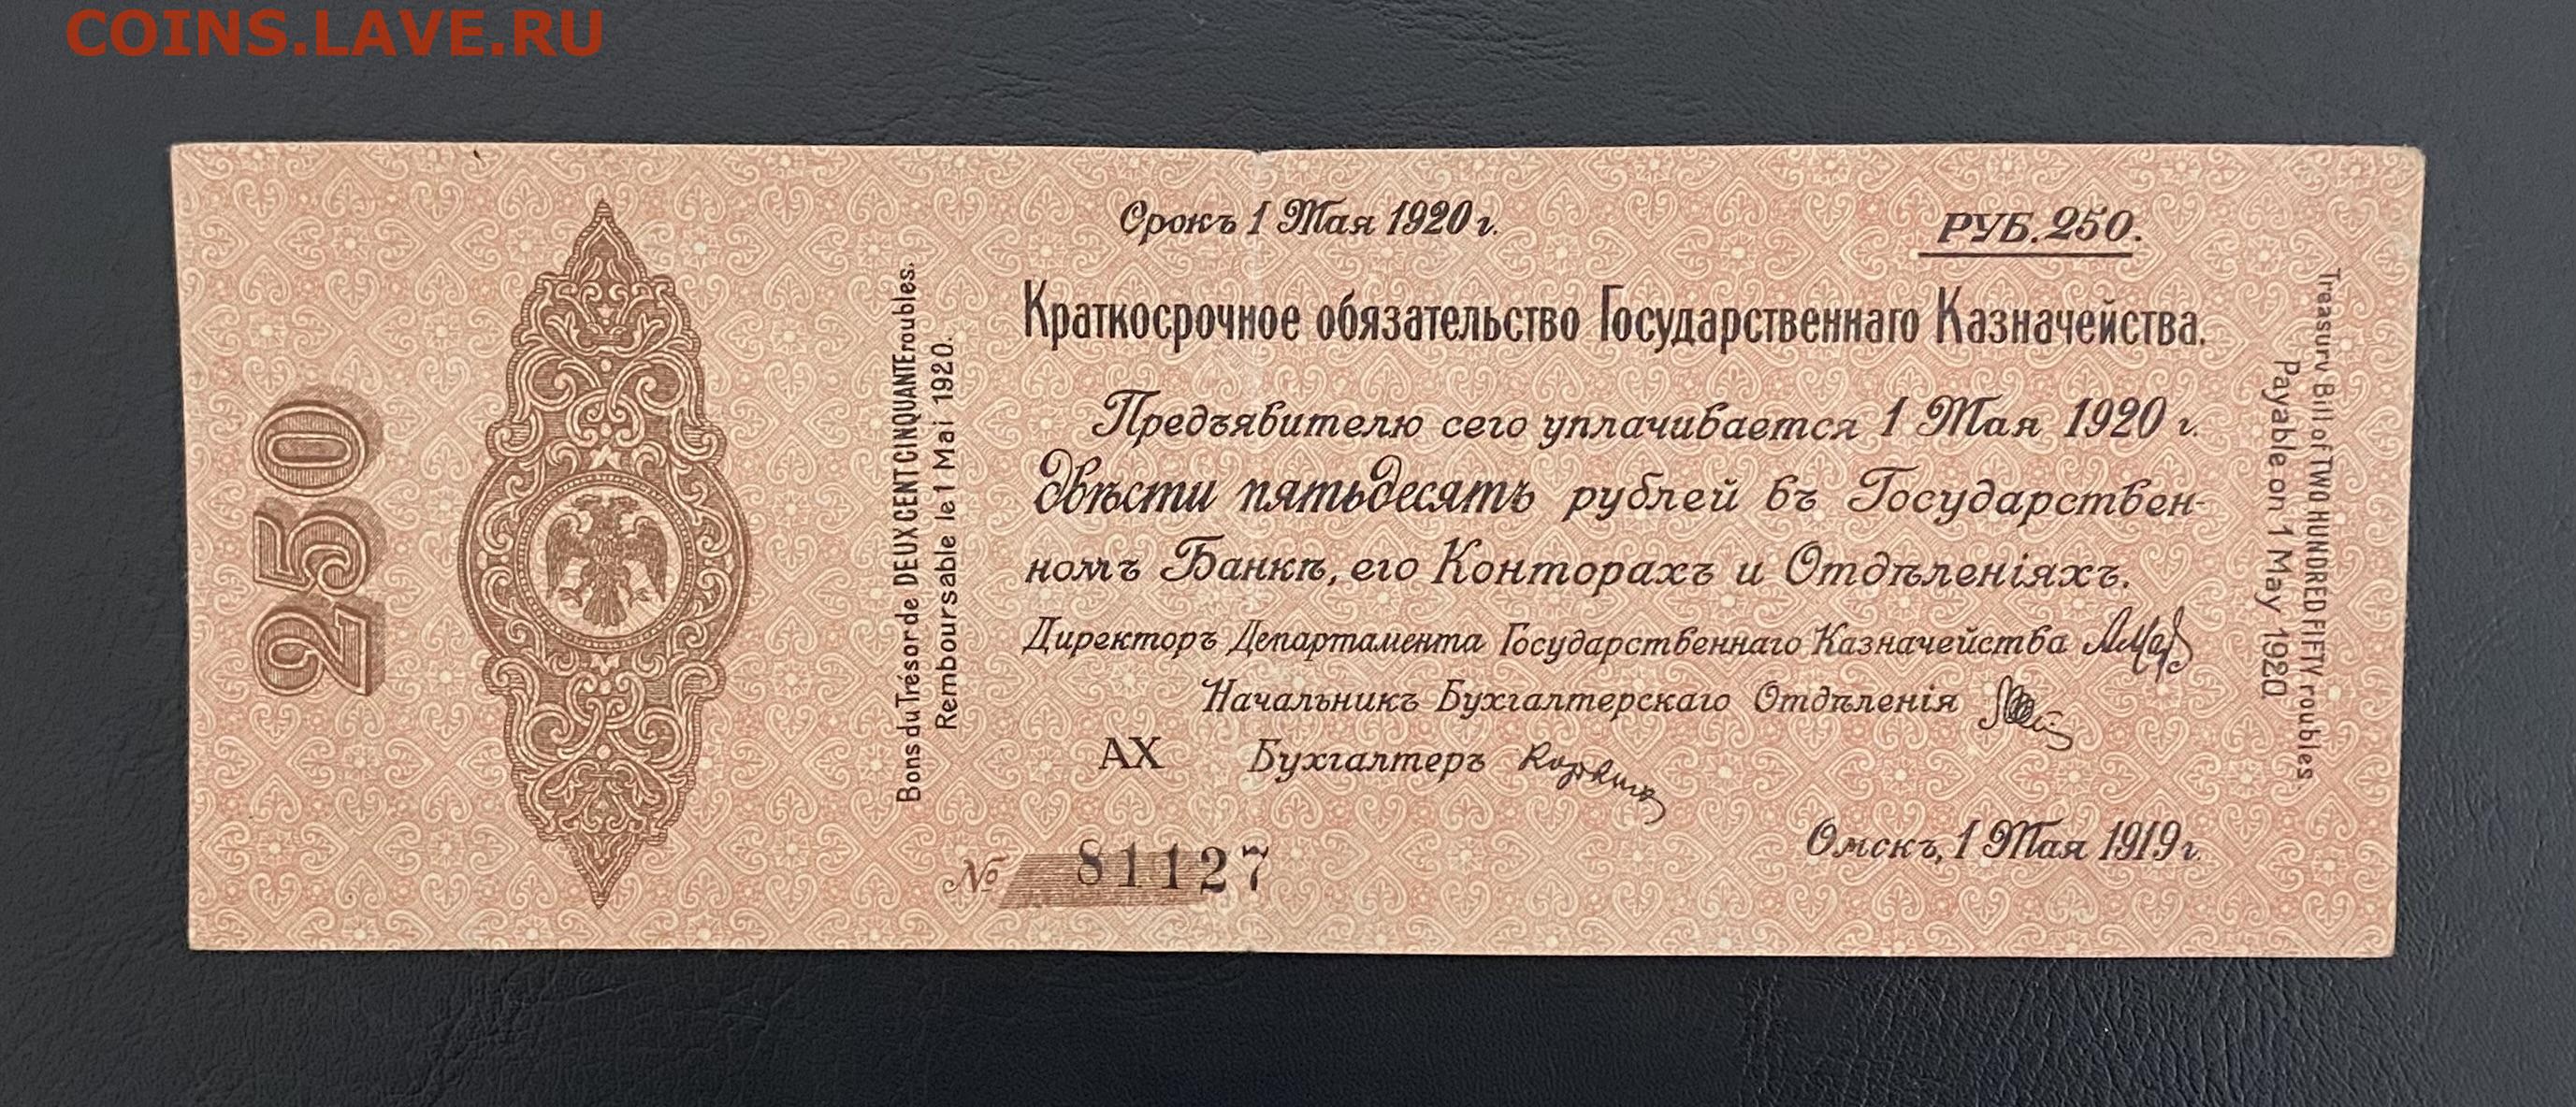 COINS.LAVE.RU
250
Bons du Trésor de DEUX CENT CINQUANTE roubles.
Remboursable le 1 Mai 1920.
Срокъ 1 Мая 1920 г.
РУБ. 250.
Краткосрочное обязательство Государственнаго Казначейства.
Предъявителю сего уплачивается 1 Мая 1920 г.
двѣсти пятьдесятъ рублей въ Государствен-
номъ Банкѣ, его Конторахъ и Отдѣленіяхъ.
Директоръ Департамента Государственнаго Казначейства
Начальникъ Бухгалтерскаго Отдѣленія
АХ Бухгалтеръ
№ 81127
Омскъ, 1 Мая 1919 г.
Treasury Bill of TWO HUNDRED FIFTY roubles.
Payable on 1 May 1920.